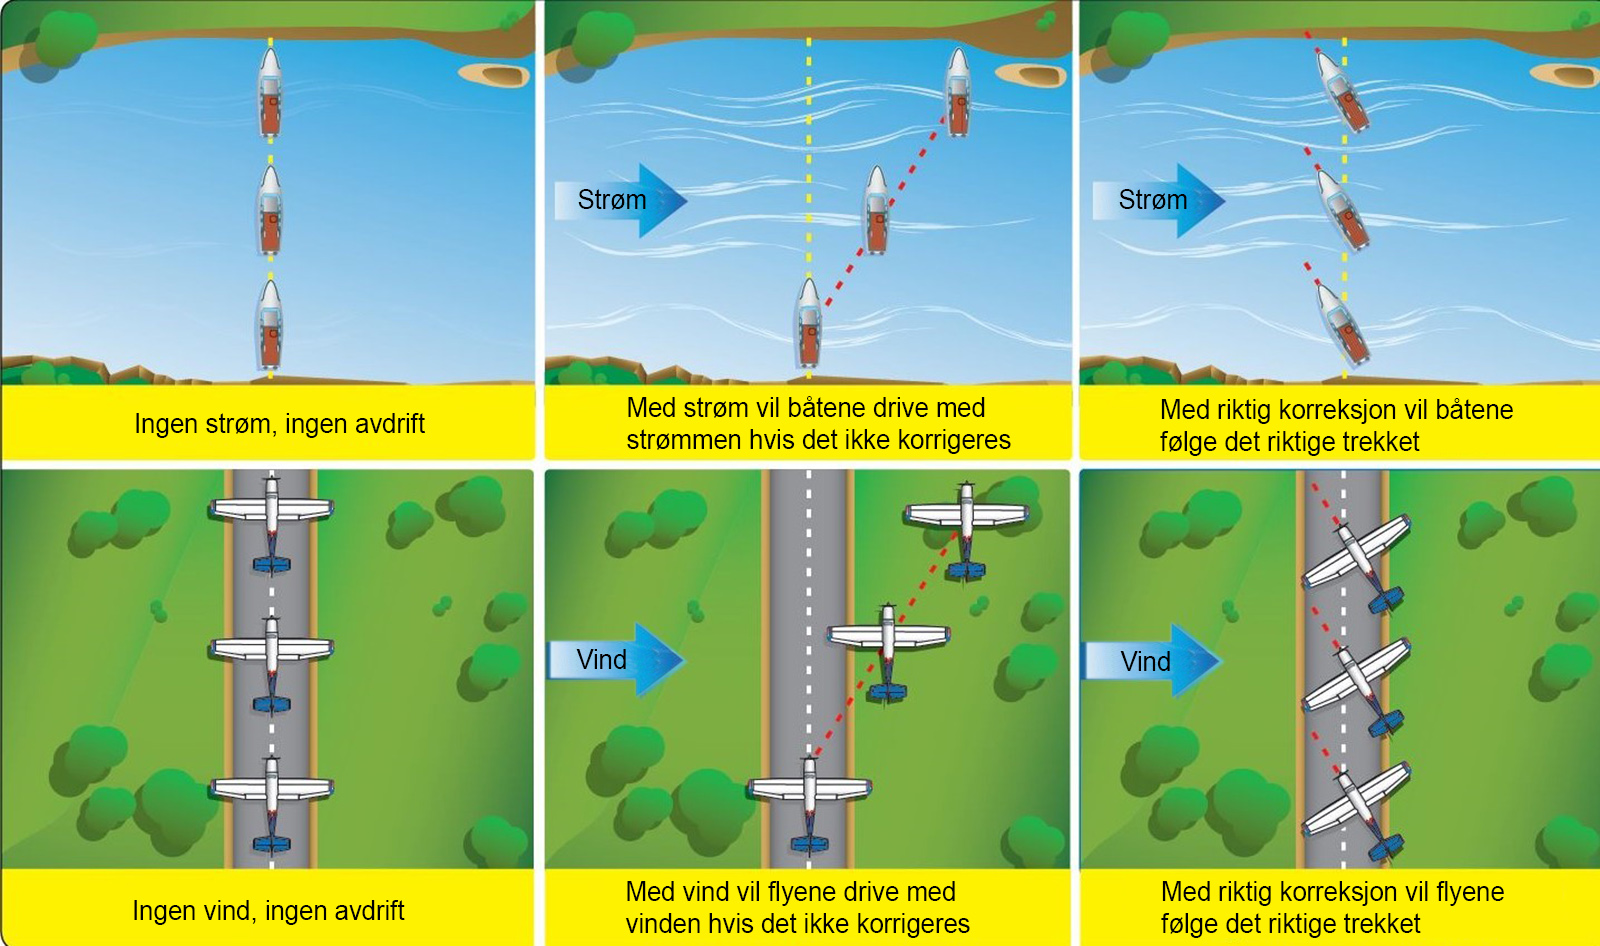 Strøm
Strøm
Ingen strøm, ingen avdrift
Med strøm vil båtene drive med
strømmen hvis det ikke korrigeres
Med riktig korreksjon vil båtene
følge det riktige trekket
Vind
Vind
Ingen vind, ingen avdrift
Med vind vil flyene drive med
vinden hvis det ikke korrigeres
Med riktig korreksjon vil flyene
følge det riktige trekket